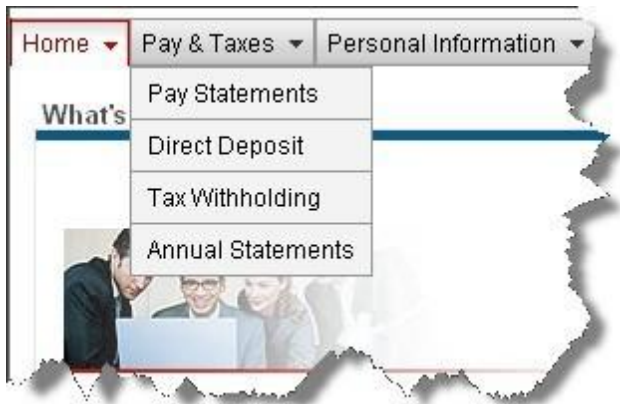 Home Pay & Taxes Personal Information
What's
Pay Statements
Direct Deposit
Tax Withholding
Annual Statements